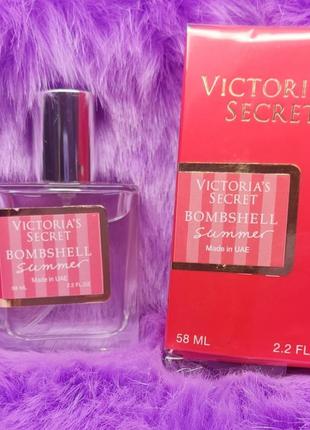 VICTORIA'S
SECRET
BOMBSHELL
Summer
Made in UAE
58 ML
2.2 FL.OZ
VICTORI
SECRET
VICTORIA'S
SECRET
BOMBSHELL
Summer
Made in UAE
58 ML
2.2 FL